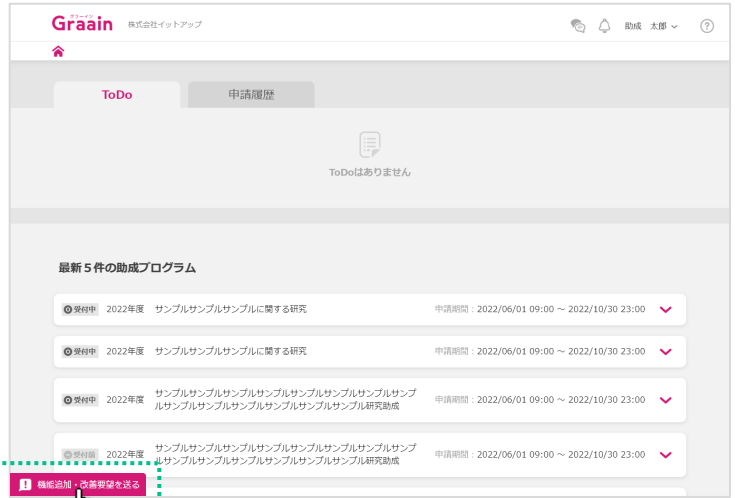 グラーイン
Graain 株式会社イットアップ 助成 太郎 ?
ToDo 申請履歴
ToDoはありません
最新５件の助成プログラム
受付中 2022年度 サンプルサンプルサンプルに関する研究 申請期間：2022/06/01 09:00 ～ 2022/10/30 23:00
受付中 2022年度 サンプルサンプルサンプルに関する研究 申請期間：2022/06/01 09:00 ～ 2022/10/30 23:00
受付中 2022年度 サンプルサンプルサンプルサンプルサンプルサンプルサンプルサンプルサンプ
ルサンプルサンプルサンプルサンプルサンプルサンプル研究助成 申請期間：2022/06/01 09:00 ～ 2022/10/30 23:00
受付前 2022年度 サンプルサンプルサンプルサンプルサンプルサンプルサンプルサンプルサンプ
ルサンプルサンプルサンプルサンプルサンプルサンプル研究助成 申請期間：2022/06/01 09:00 ～ 2022/10/30 23:00
機能追加・改善要望を送る